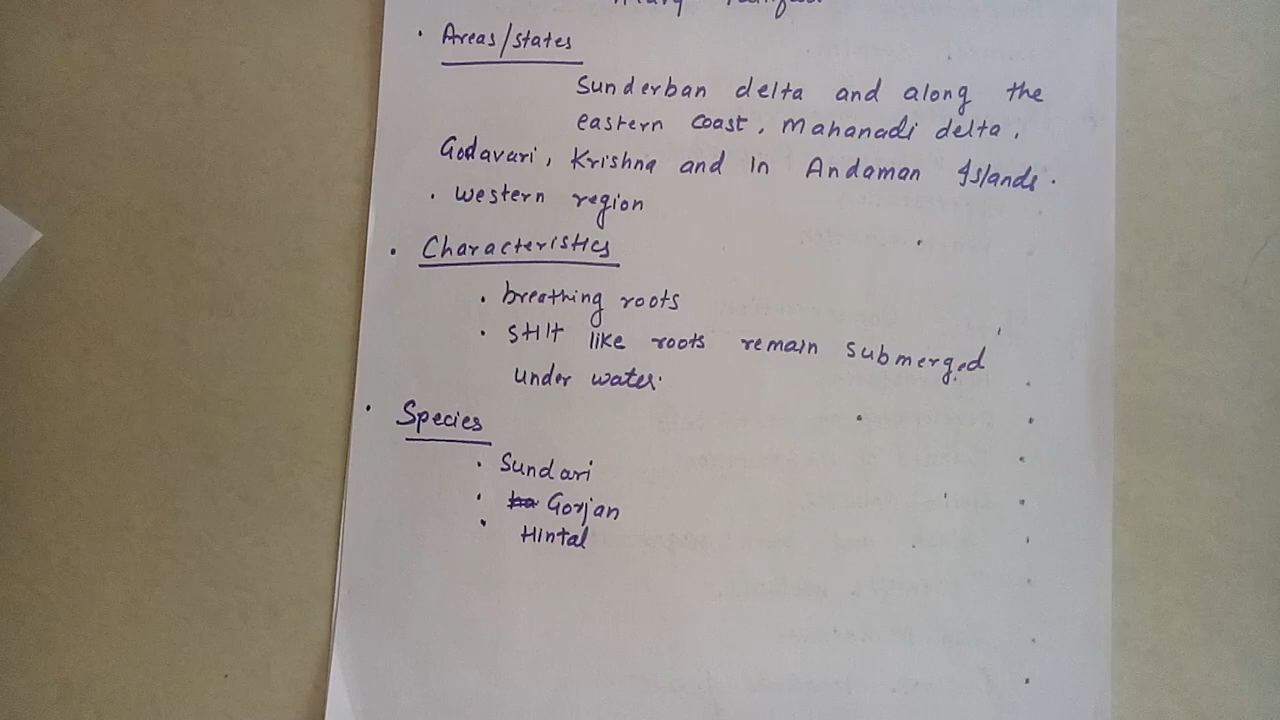 · Areas/states
Sunderban delta and along the
eastern coast, Mahanadi delta,
Godavari, Krishna and in Andaman Islands.
· western region
· Characteristics
· breathing roots
· stilt like roots remain submerged
under water.
· Species
· Sundari
· Gorjan
· Hintal